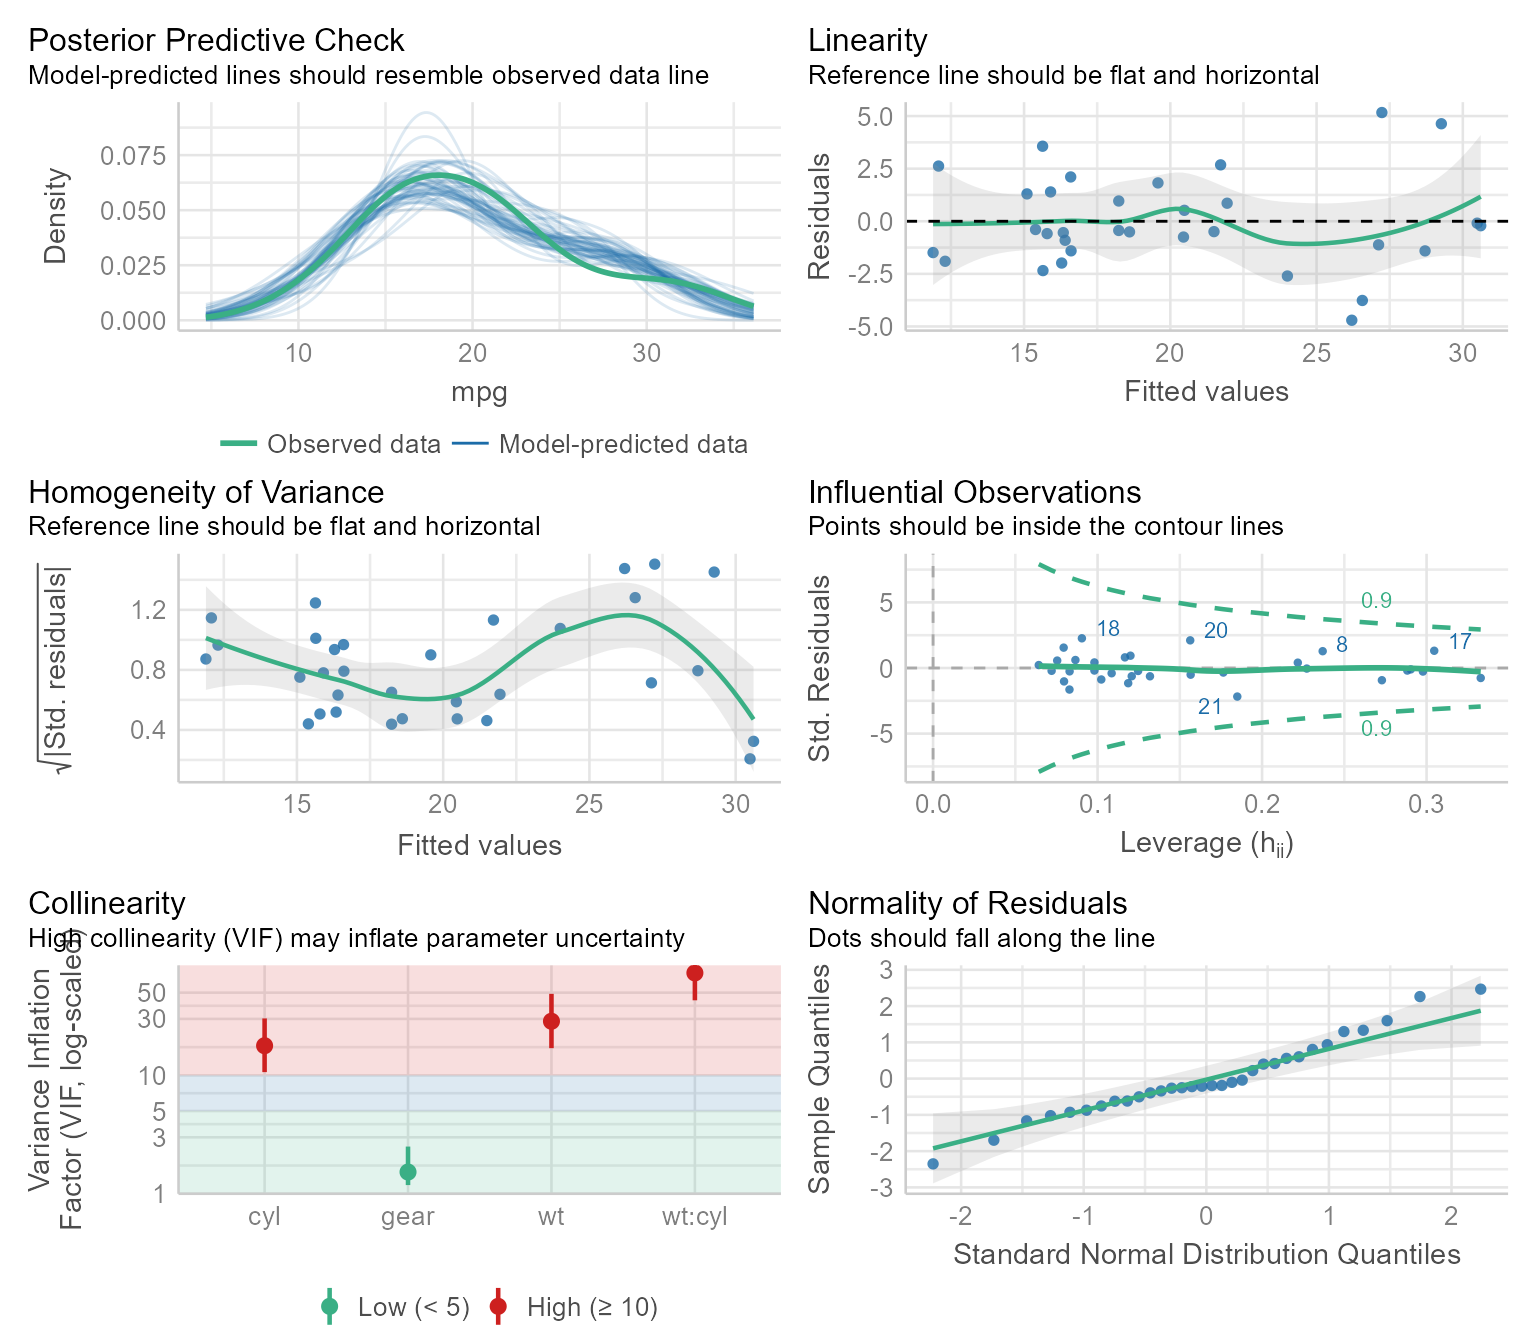 Posterior Predictive Check
Model-predicted lines should resemble observed data line
Density
0.075
0.050
0.025
0.000
10 20 30
mpg
Observed data Model-predicted data
Linearity
Reference line should be flat and horizontal
Residuals
5.0
2.5
0.0
-2.5
-5.0
15 20 25 30
Fitted values
Homogeneity of Variance
Reference line should be flat and horizontal
√|Std. residuals|
1.2
0.8
0.4
15 20 25 30
Fitted values
Influential Observations
Points should be inside the contour lines
Std. Residuals
5
0
-5
0.9
18 20 8 17
21
0.9
0.0 0.1 0.2 0.3
Leverage (hii)
Collinearity
High collinearity (VIF) may inflate parameter uncertainty
Variance Inflation
Factor (VIF, log-scaled)
50
30
10
5
3
1
cyl gear wt wt:cyl
Low (< 5) High (≥ 10)
Normality of Residuals
Dots should fall along the line
Sample Quantiles
3
2
1
0
-1
-2
-3
-2 -1 0 1 2
Standard Normal Distribution Quantiles